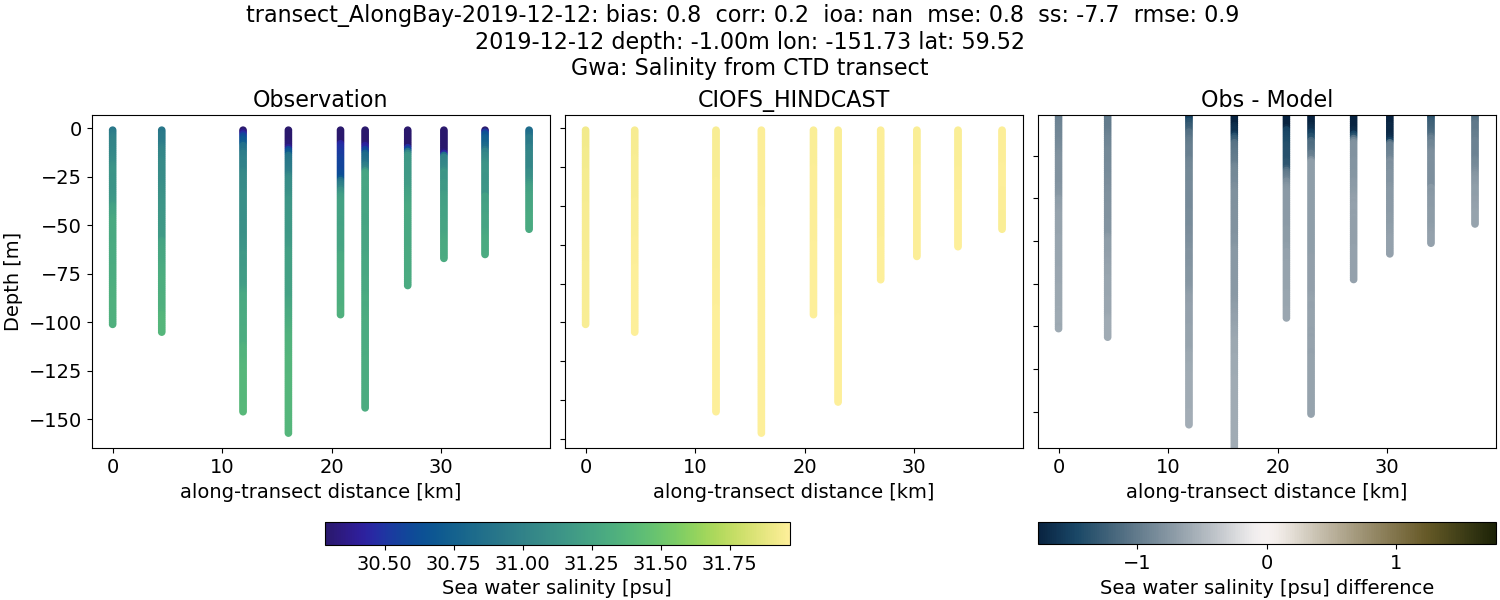 transect_AlongBay-2019-12-12: bias: 0.8  corr: 0.2  ioa: nan  mse: 0.8  ss: -7.7  rmse: 0.9
2019-12-12 depth: -1.00m lon: -151.73 lat: 59.52
Gwa: Salinity from CTD transect
Observation
CIOFS_HINDCAST
Obs - Model
Depth [m]
0
−25
−50
−75
−100
−125
−150
0 10 20 30
0 10 20 30
0 10 20 30
along-transect distance [km]
along-transect distance [km]
along-transect distance [km]
30.50 30.75 31.00 31.25 31.50 31.75
Sea water salinity [psu]
−1 0 1
Sea water salinity [psu] difference